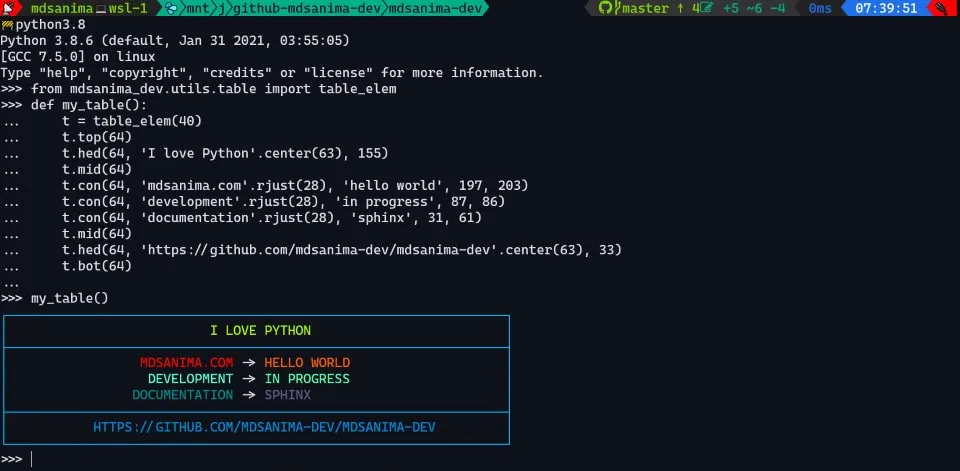 mdsanima wsl-1 mnt j github-mdsanima-dev mdsanima-dev master ↑ 4 +5 ~6 -4 0ms 07:39:51
python3.8
Python 3.8.6 (default, Jan 31 2021, 03:55:05)
[GCC 7.5.0] on linux
Type "help", "copyright", "credits" or "license" for more information.
>>> from mdsanima_dev.utils.table import table_elem
>>> def my_table():
...     t = table_elem(40)
...     t.top(64)
...     t.hed(64, 'I love Python'.center(63), 155)
...     t.mid(64)
...     t.con(64, 'mdsanima.com'.rjust(28), 'hello world', 197, 203)
...     t.con(64, 'development'.rjust(28), 'in progress', 87, 86)
...     t.con(64, 'documentation'.rjust(28), 'sphinx', 31, 61)
...     t.mid(64)
...     t.hed(64, 'https://github.com/mdsanima-dev/mdsanima-dev'.center(63), 33)
...     t.bot(64)
...
>>> my_table()
I LOVE PYTHON
MDSANIMA.COM → HELLO WORLD
DEVELOPMENT → IN PROGRESS
DOCUMENTATION → SPHINX
HTTPS://GITHUB.COM/MDSANIMA-DEV/MDSANIMA-DEV
>>>